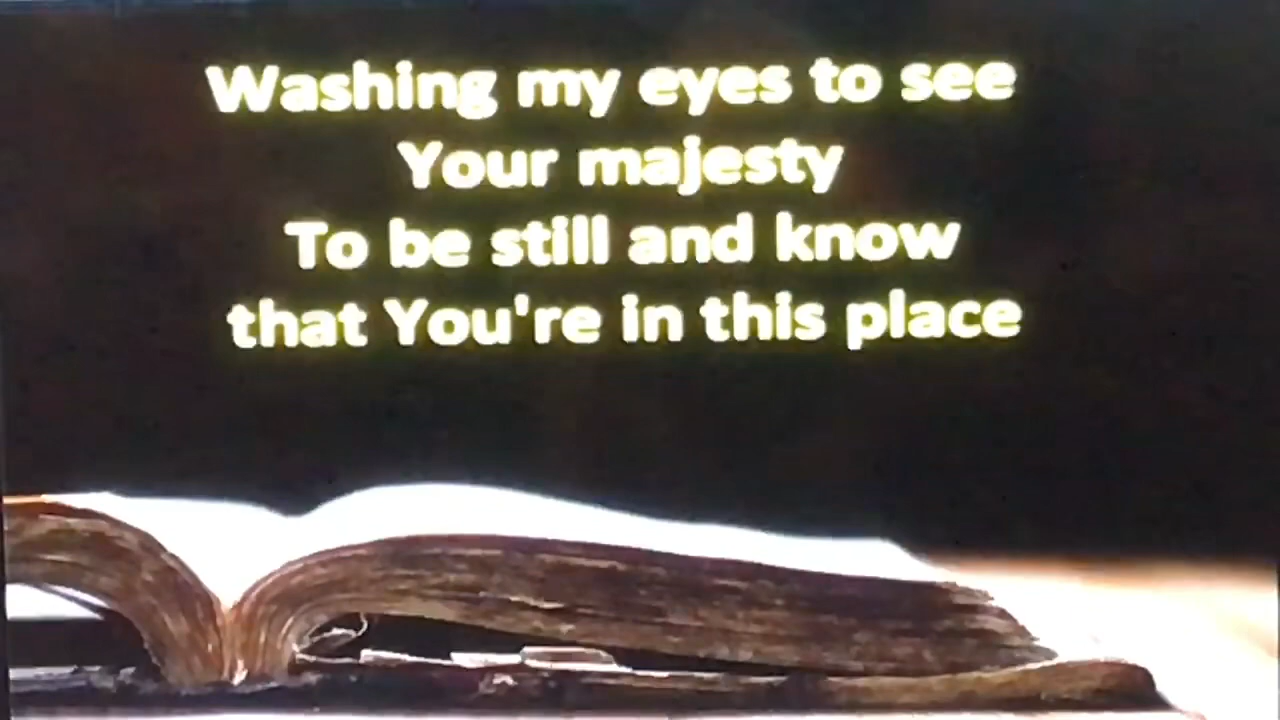 Washing my eyes to see
Your majesty
To be still and know
that You're in this place